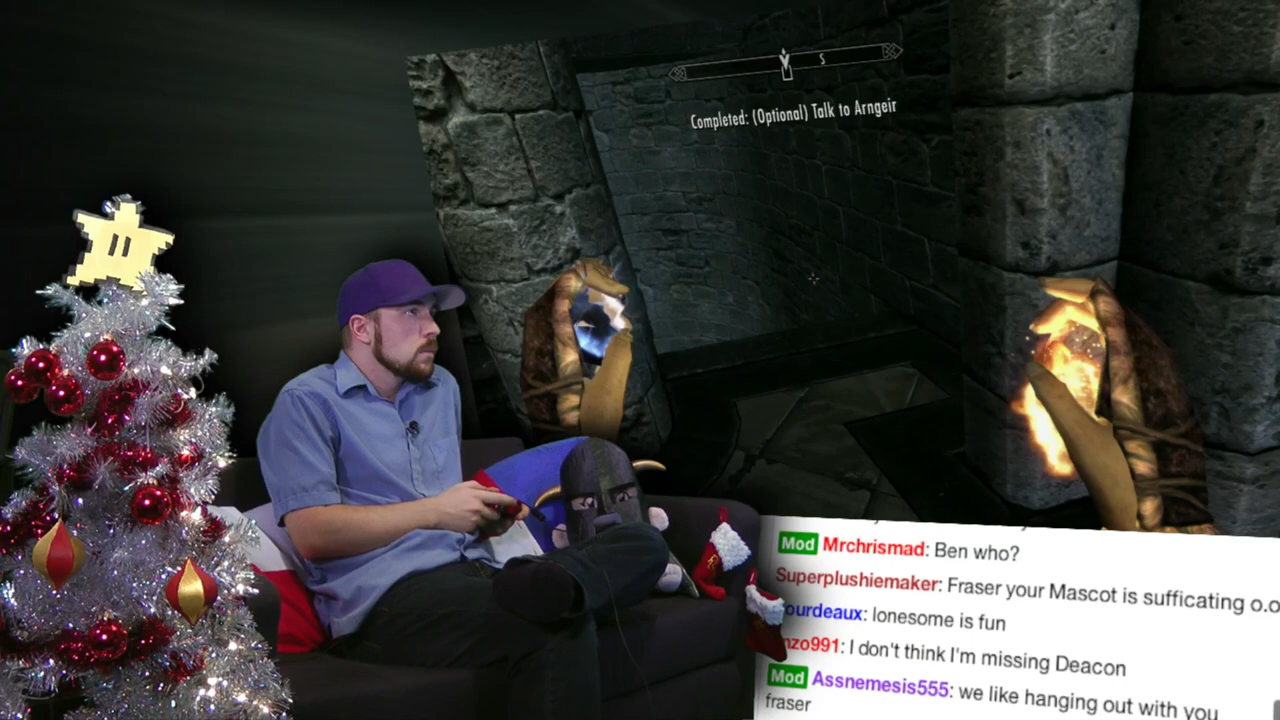 S
Completed: (Optional) Talk to Arngeir
Mod Mrchrismad: Ben who?
Superplushiemaker: Fraser your Mascot is sufficating o.o
ourdeaux: lonesome is fun
nzo991: I don't think I'm missing Deacon
Mod Assnemesis555: we like hanging out with you
fraser